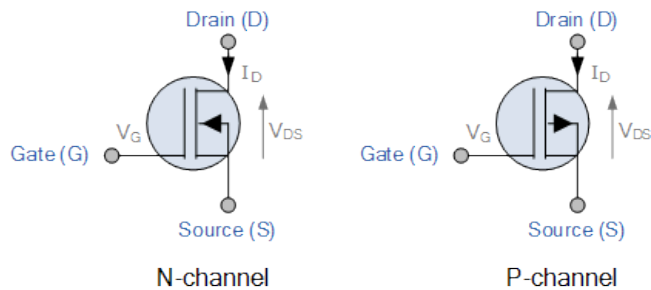 Drain (D)
I_D
V_G
V_DS
Gate (G)
Source (S)
N-channel
Drain (D)
I_D
V_G
V_DS
Gate (G)
Source (S)
P-channel